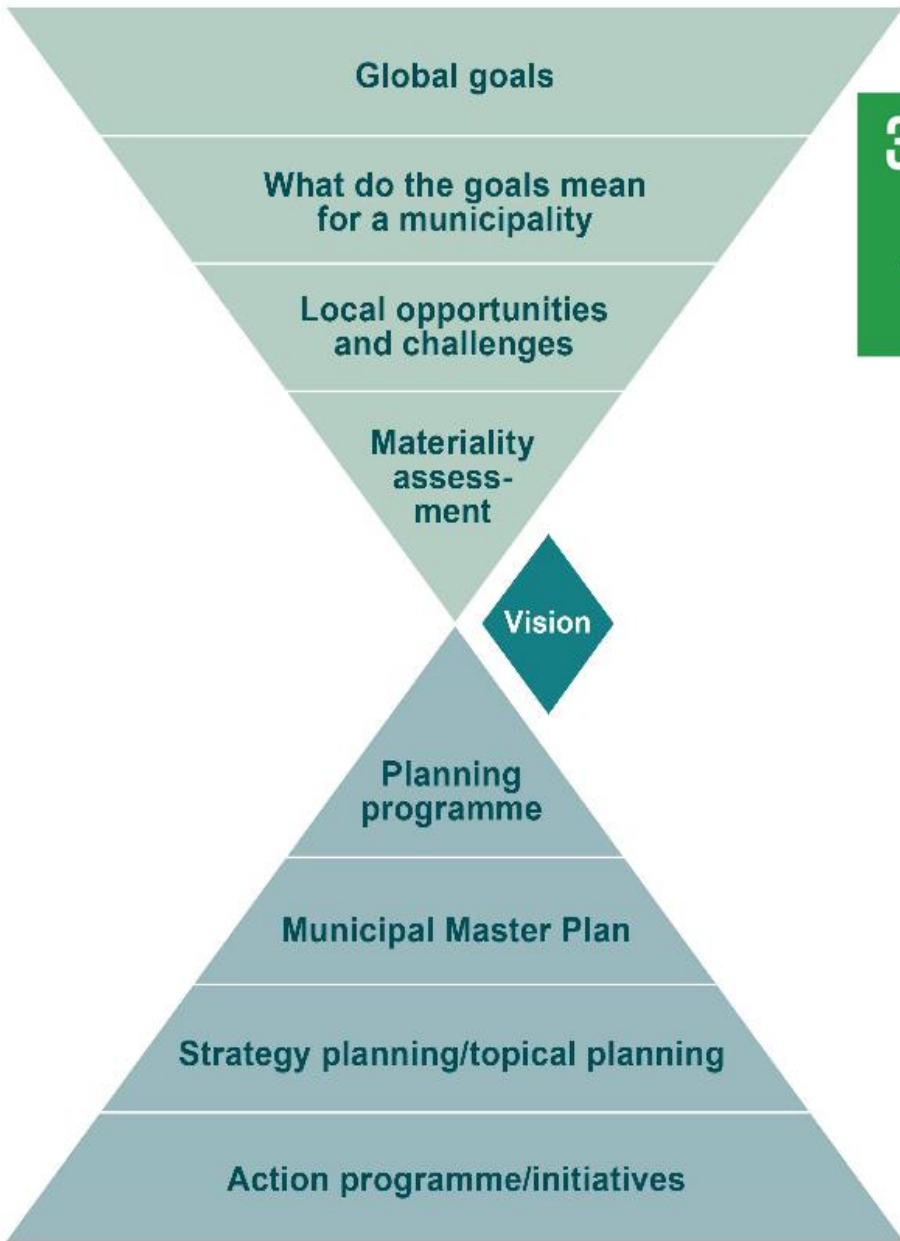 Global goals
3
What do the goals mean
for a municipality
Local opportunities
and challenges
Materiality
assess-
ment
Vision
Planning
programme
Municipal Master Plan
Strategy planning/topical planning
Action programme/initiatives